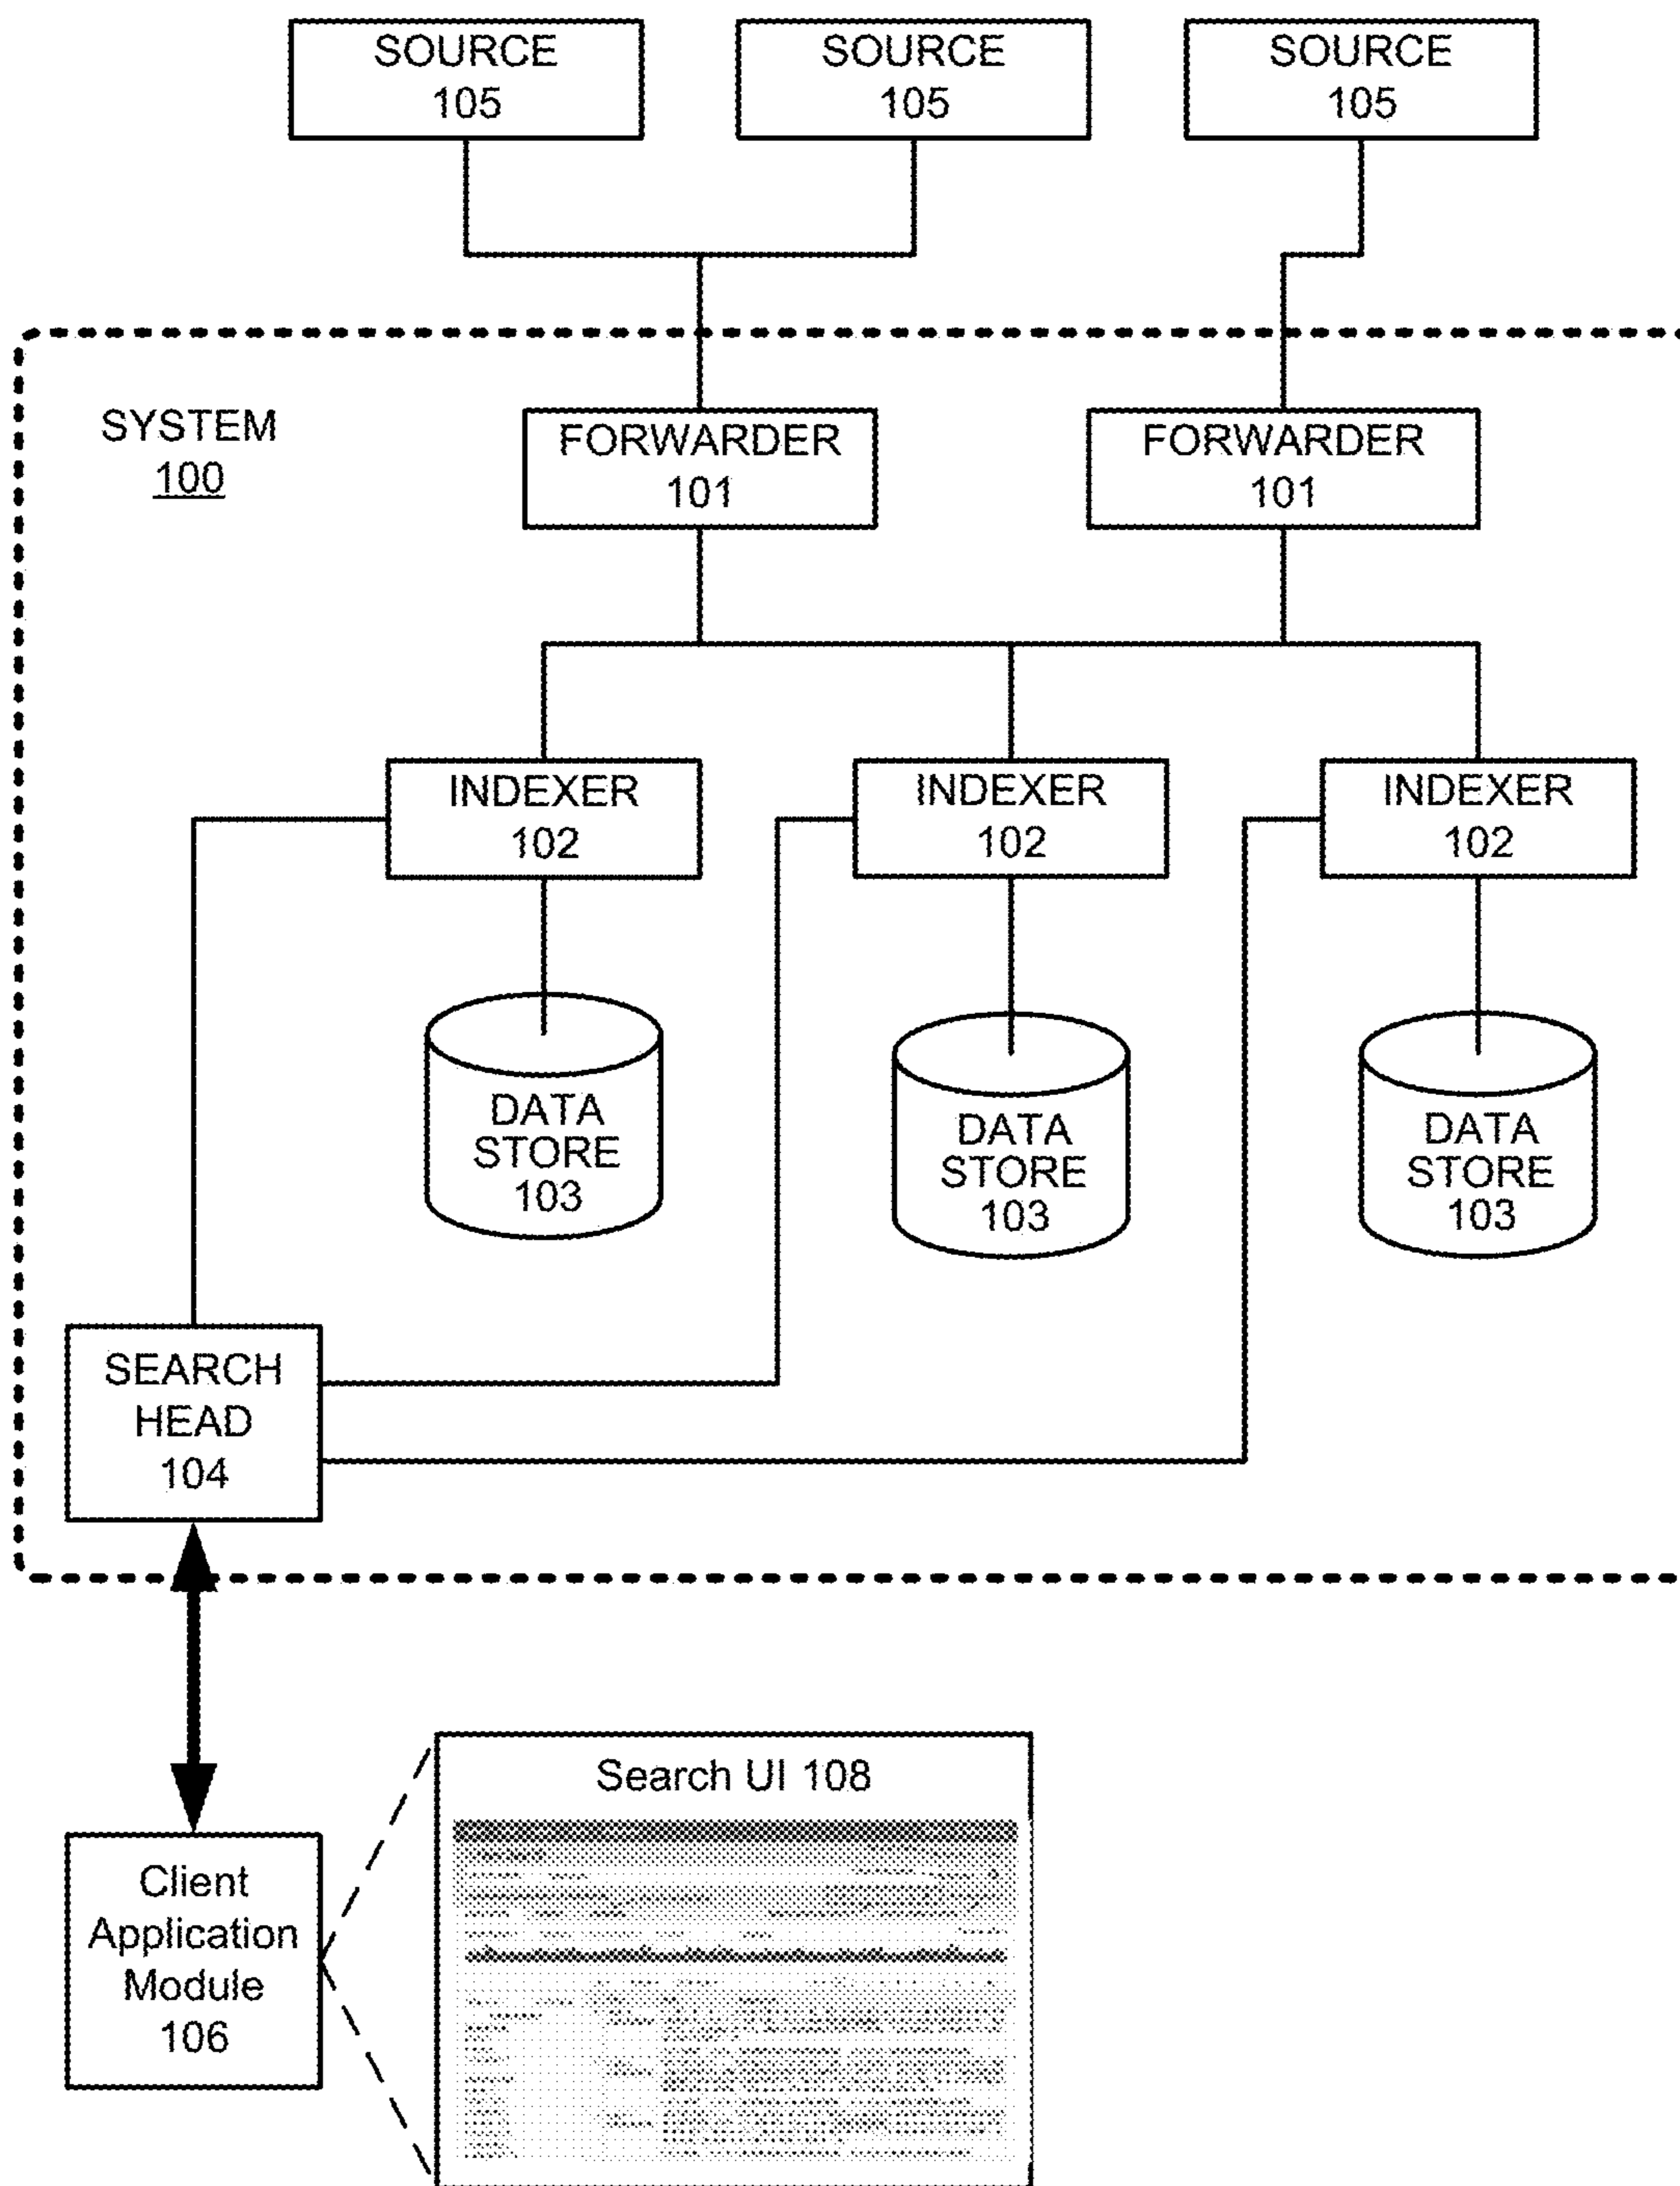 SOURCE
105
SOURCE
105
SOURCE
105
SYSTEM
100
FORWARDER
101
FORWARDER
101
INDEXER
102
INDEXER
102
INDEXER
102
DATA
STORE
103
DATA
STORE
103
DATA
STORE
103
SEARCH
HEAD
104
Search UI 108
Client
Application
Module
106